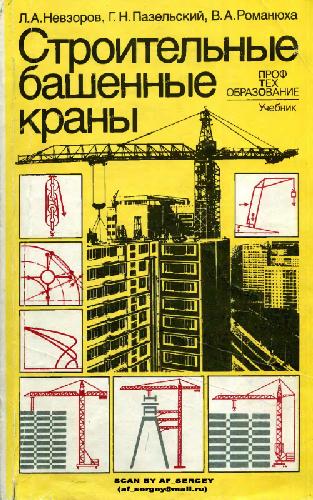 Л.А.Невзоров, Г.Н.Пазельский, В.А.Романюха
Строительные
башенные
краны
ПРОФ
ТЕХ
ОБРАЗОВАНИЕ
Учебник
SCAN BY AF_SERGEY
(af_sergey@mail.ru)